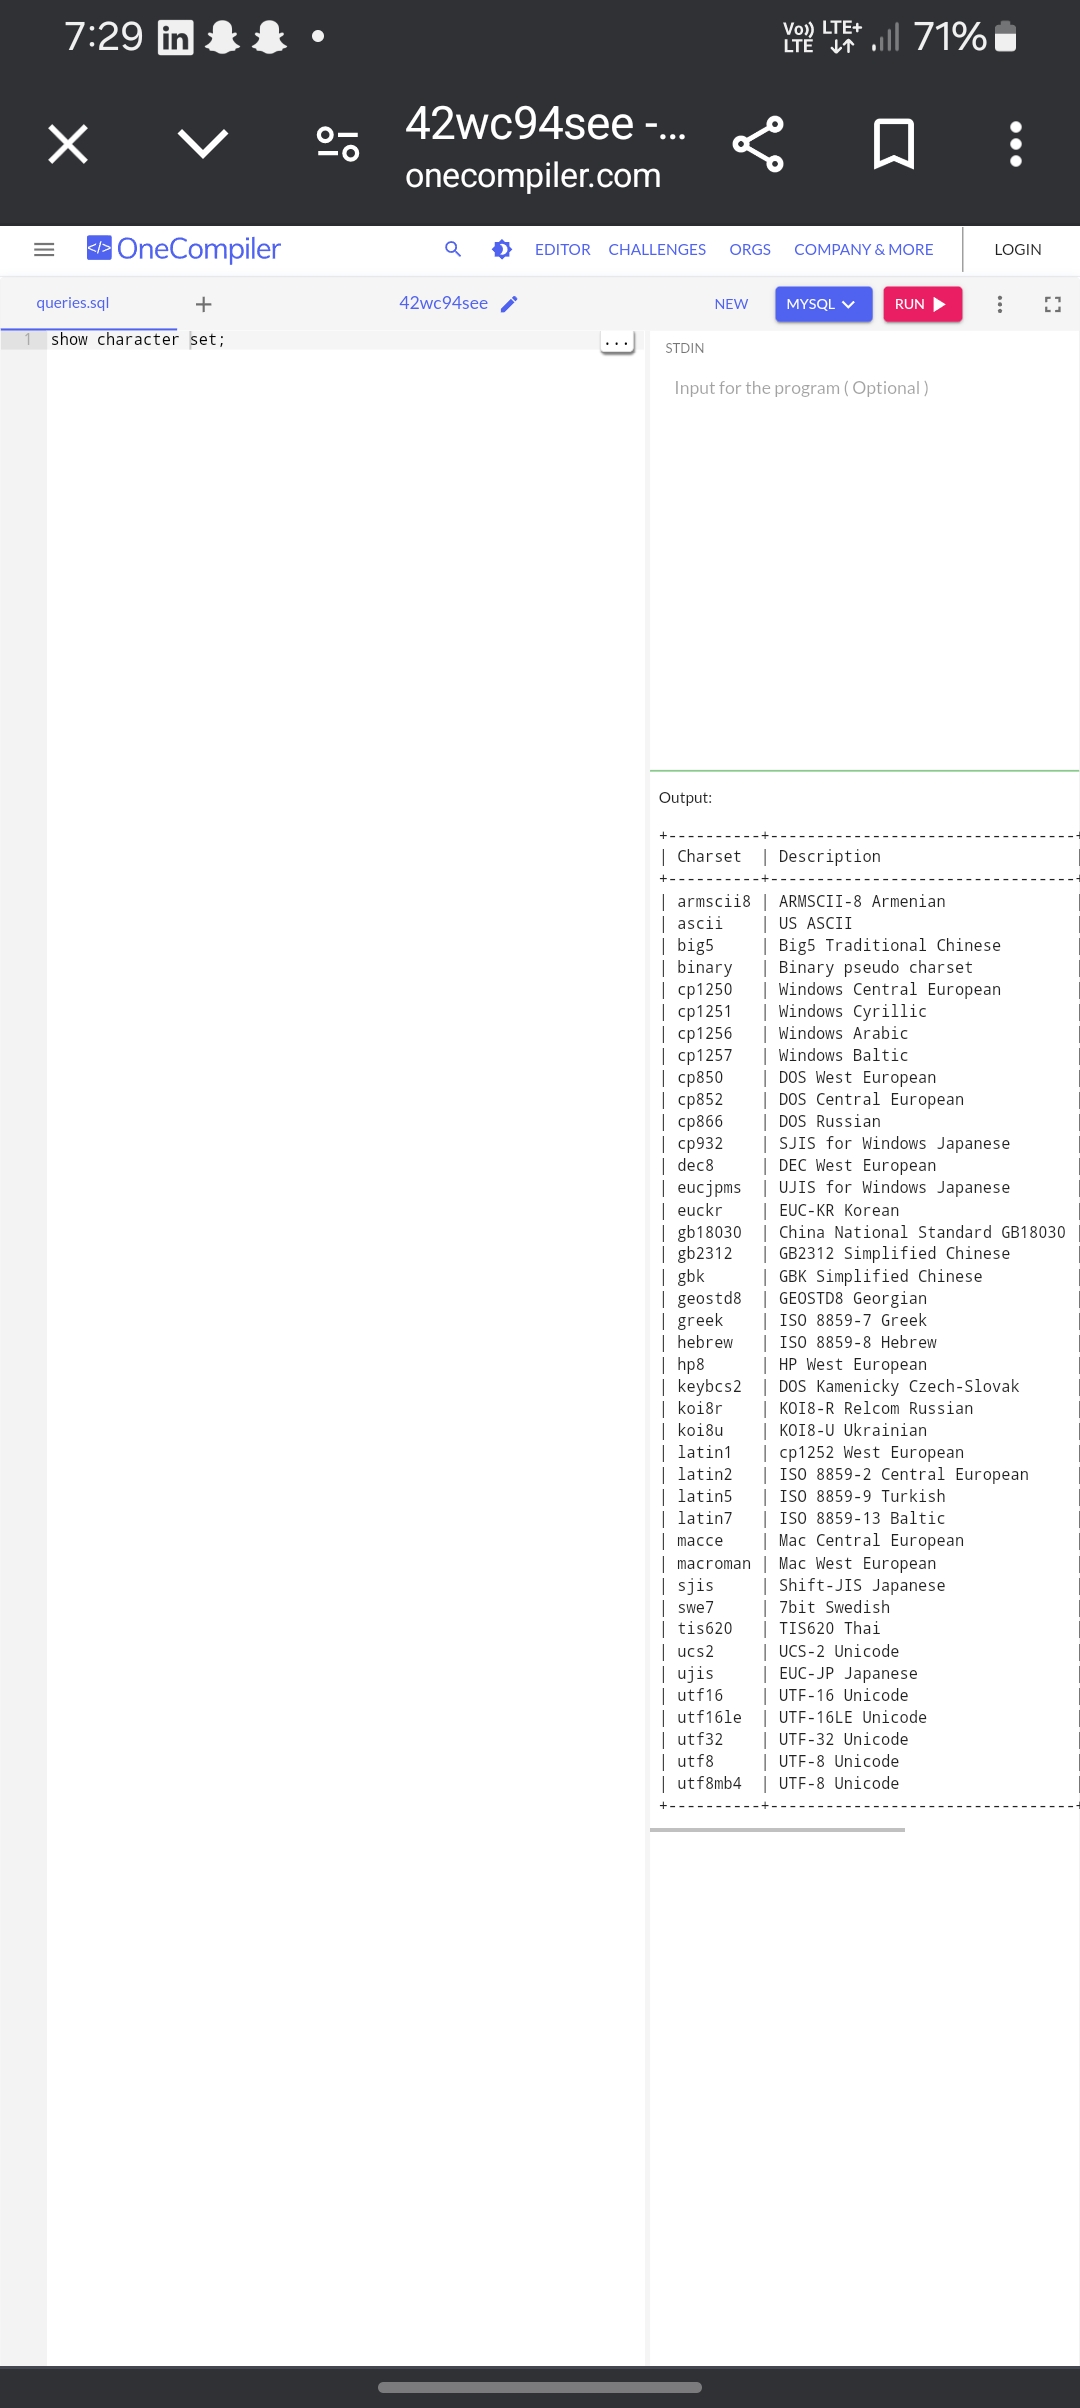 7:29
Vo)) LTE LTE+ 71%
42wc94see -...
onecompiler.com
</> OneCompiler EDITOR CHALLENGES ORGS COMPANY & MORE LOGIN
queries.sql + 42wc94see NEW MYSQL RUN
1 show character set; ...
STDIN
Input for the program ( Optional )
Output:
+----------+---------------------------------+
| Charset | Description |
+----------+---------------------------------+
| armscii8 | ARMSCII-8 Armenian |
| ascii | US ASCII |
| big5 | Big5 Traditional Chinese |
| binary | Binary pseudo charset |
| cp1250 | Windows Central European |
| cp1251 | Windows Cyrillic |
| cp1256 | Windows Arabic |
| cp1257 | Windows Baltic |
| cp850 | DOS West European |
| cp852 | DOS Central European |
| cp866 | DOS Russian |
| cp932 | SJIS for Windows Japanese |
| dec8 | DEC West European |
| eucjpms | UJIS for Windows Japanese |
| euckr | EUC-KR Korean |
| gb18030 | China National Standard GB18030 |
| gb2312 | GB2312 Simplified Chinese |
| gbk | GBK Simplified Chinese |
| geostd8 | GEOSTD8 Georgian |
| greek | ISO 8859-7 Greek |
| hebrew | ISO 8859-8 Hebrew |
| hp8 | HP West European |
| keybcs2 | DOS Kamenicky Czech-Slovak |
| koi8r | KOI8-R Relcom Russian |
| koi8u | KOI8-U Ukrainian |
| latin1 | cp1252 West European |
| latin2 | ISO 8859-2 Central European |
| latin5 | ISO 8859-9 Turkish |
| latin7 | ISO 8859-13 Baltic |
| macce | Mac Central European |
| macroman | Mac West European |
| sjis | Shift-JIS Japanese |
| swe7 | 7bit Swedish |
| tis620 | TIS620 Thai |
| ucs2 | UCS-2 Unicode |
| ujis | EUC-JP Japanese |
| utf16 | UTF-16 Unicode |
| utf16le | UTF-16LE Unicode |
| utf32 | UTF-32 Unicode |
| utf8 | UTF-8 Unicode |
| utf8mb4 | UTF-8 Unicode |
+----------+---------------------------------+